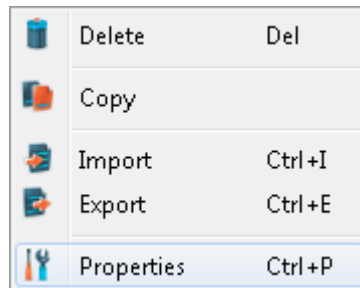 Delete Del
Copy
Import Ctrl+I
Export Ctrl+E
Properties Ctrl+P